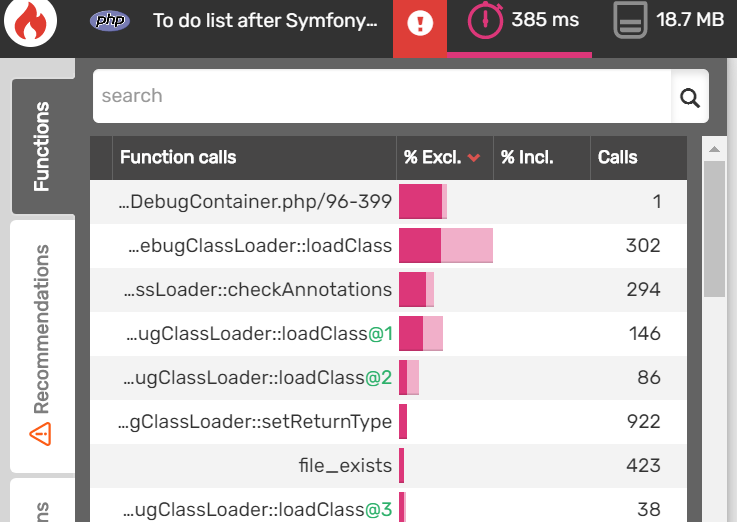 php To do list after Symfony... 385 ms 18.7 MB
search
Functions
Recommendations
Function calls % Excl. % Incl. Calls
...DebugContainer.php/96-399 1
...ebugClassLoader::loadClass 302
...ssLoader::checkAnnotations 294
...ugClassLoader::loadClass@1 146
...ugClassLoader::loadClass@2 86
...gClassLoader::setReturnType 922
file_exists 423
...ugClassLoader::loadClass@3 38
ns